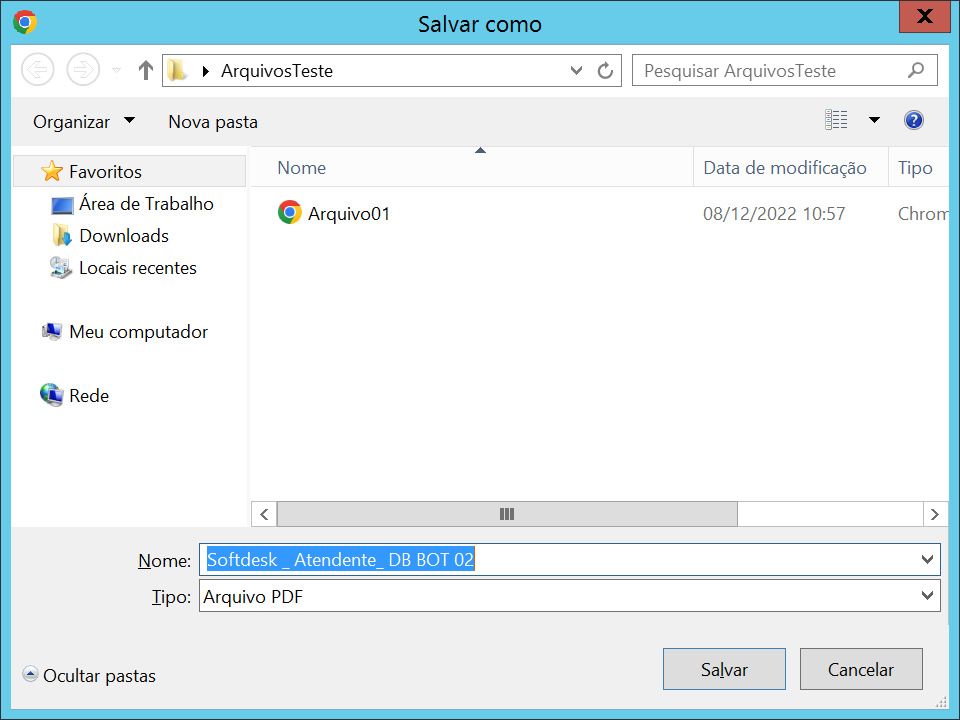 Salvar como
ArquivosTeste
Pesquisar ArquivosTeste
Organizar
Nova pasta
Favoritos
Área de Trabalho
Downloads
Locais recentes
Meu computador
Rede
Nome
Data de modificação
Tipo
Arquivo01
08/12/2022 10:57
Chrom
Nome:
Softdesk _ Atendente_ DB BOT 02
Tipo:
Arquivo PDF
Ocultar pastas
Salvar
Cancelar